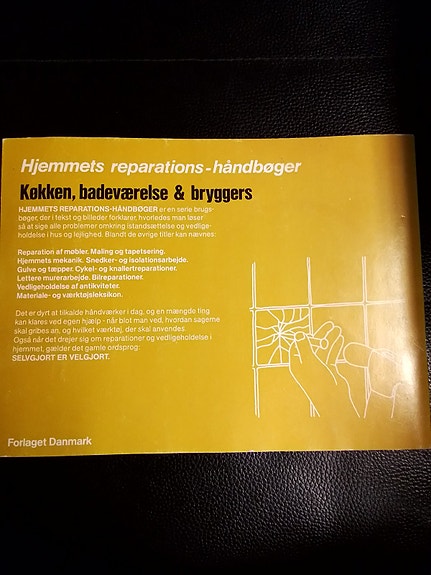 Hjemmets reparations-håndbøger
Køkken, badeværelse & bryggers
HJEMMETS REPARATIONS-HÅNDBØGER er en serie brugs-
bøger, der i tekst og billeder forklarer, hvorledes man løser
så at sige alle problemer omkring istandsættelse og vedlige-
holdelse i hus og lejlighed. Blandt de øvrige titler kan nævnes:
Reparation af møbler. Maling og tapetsering.
Hjemmets mekanik. Snedker- og isolationsarbejde.
Gulve og tæpper. Cykel- og knallertreparationer.
Lettere murerarbejde. Bilreparationer.
Vedligeholdelse af antikviteter.
Materiale- og værktøjsleksikon.
Det er dyrt at tilkalde håndværker i dag, og en mængde ting
kan klares ved egen hjælp - når blot man ved, hvordan sagerne
skal gribes an, og hvilket værktøj, der skal anvendes.
Også når det drejer sig om reparationer og vedligeholdelse i
hjemmet, gælder det gamle ordsprog:
SELVGJORT ER VELGJORT.
Forlaget Danmark